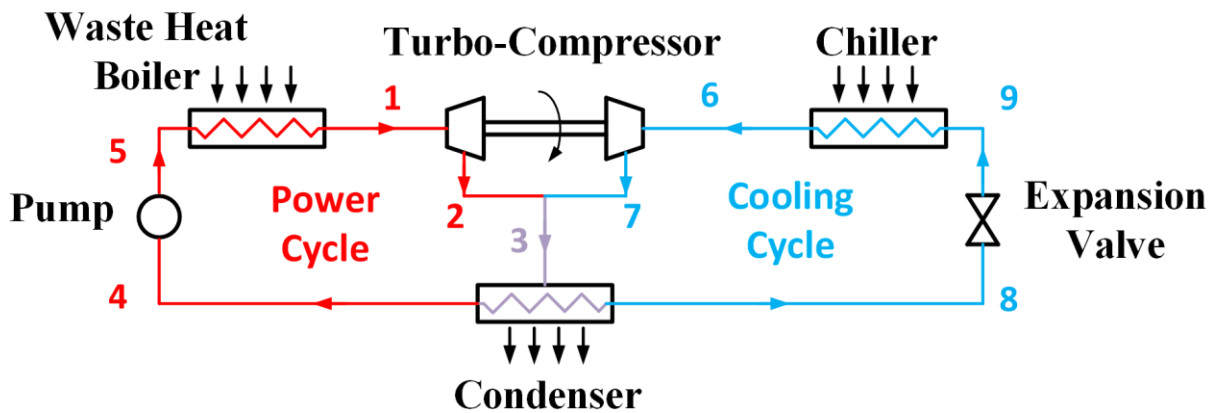 Waste Heat
Boiler
Turbo-Compressor
Chiller
1
6
9
5
Pump
Power
Cycle
2
7
Cooling
Cycle
Expansion
Valve
3
4
8
Condenser